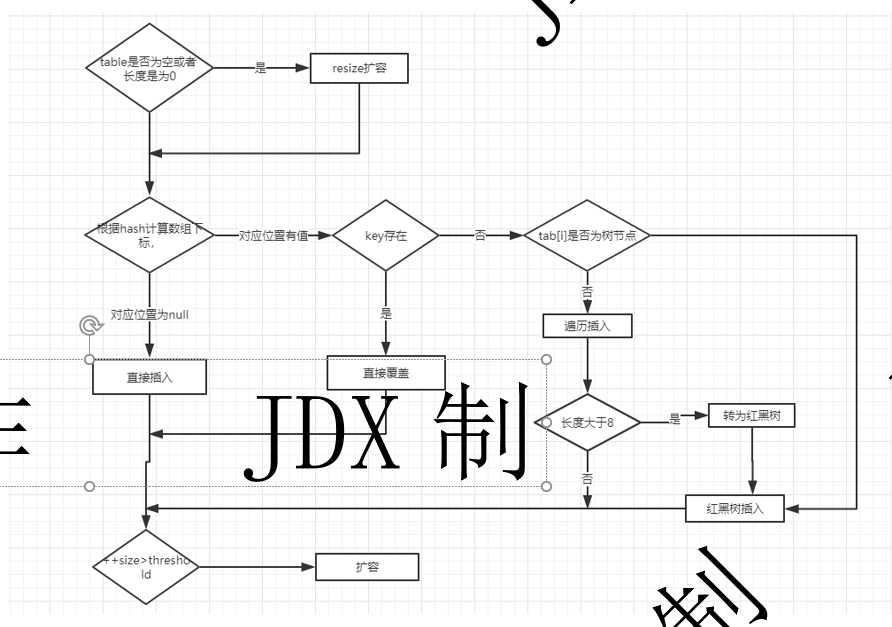 table是否为空或者
长度是为0
是
resize扩容
根据hash计算数组下
标，
对应位置有值
key存在
否
tab[i]是否为树节点
对应位置为null
是
否
遍历插入
直接插入
直接覆盖
JDX 制
长度大于8
是
转为红黑树
否
红黑树插入
++size>thresho
ld
扩容
制